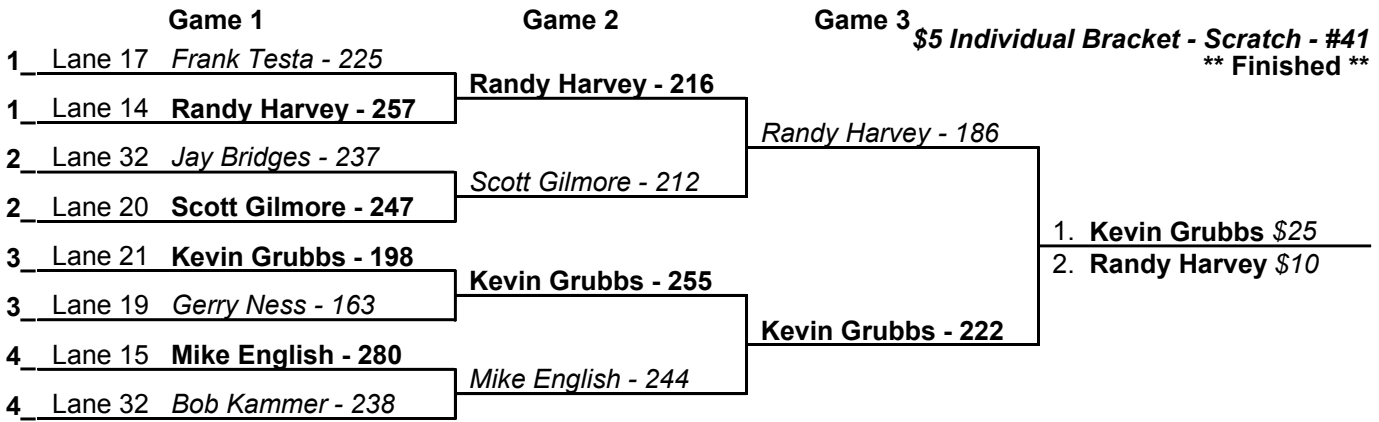 Game 1 Game 2 Game 3
$5 Individual Bracket - Scratch - #41
** Finished **
1_ Lane 17 Frank Testa - 225
Randy Harvey - 216
1_ Lane 14 Randy Harvey - 257
Randy Harvey - 186
2_ Lane 32 Jay Bridges - 237
Scott Gilmore - 212
2_ Lane 20 Scott Gilmore - 247
1. Kevin Grubbs $25
3_ Lane 21 Kevin Grubbs - 198
2. Randy Harvey $10
Kevin Grubbs - 255
3_ Lane 19 Gerry Ness - 163
Kevin Grubbs - 222
4_ Lane 15 Mike English - 280
Mike English - 244
4_ Lane 32 Bob Kammer - 238